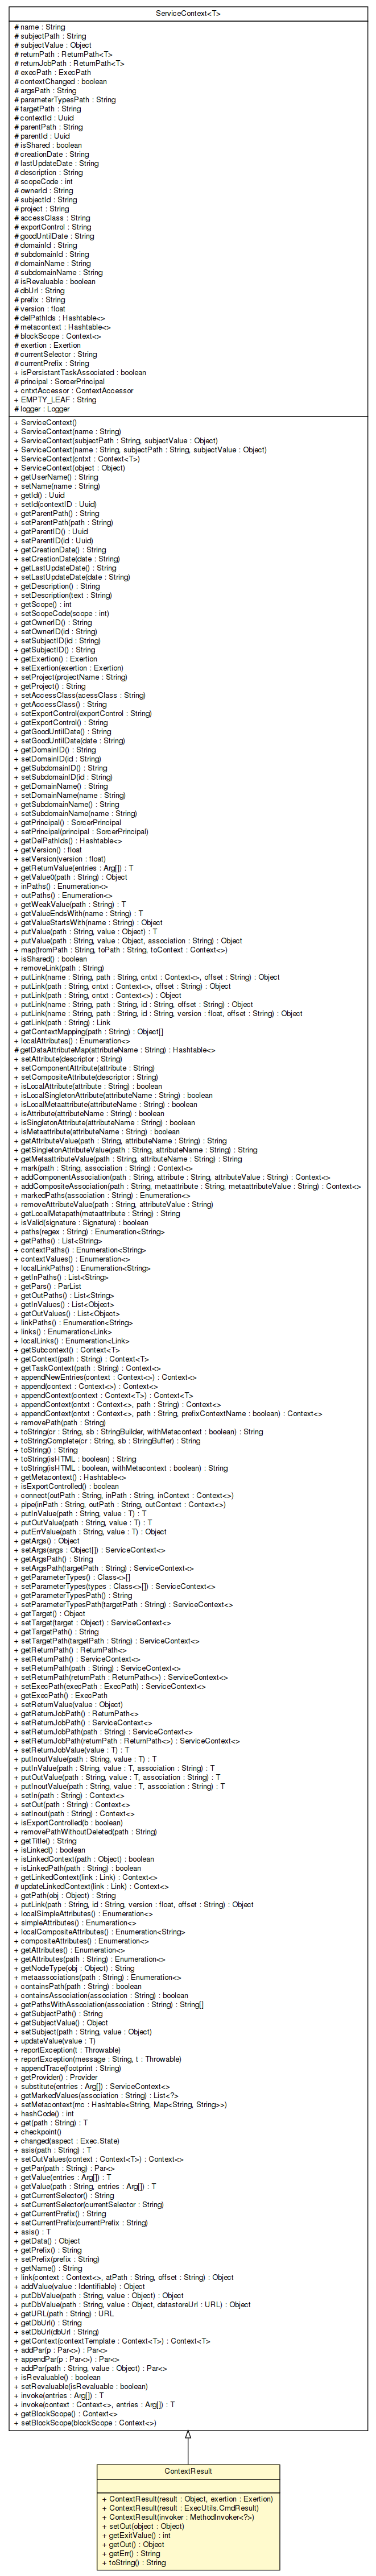 ServiceContext<T>
# name : String
# subjectPath : String
# subjectValue : Object
# returnPath : ReturnPath<T>
# returnJobPath : ReturnPath<T>
# execPath : ExecPath
# contextChanged : boolean
# argsPath : String
# parameterTypesPath : String
# targetPath : String
# contextId : Uuid
# parentPath : String
# parentId : Uuid
# isShared : boolean
# creationDate : String
# lastUpdateDate : String
# description : String
# scopeCode : int
# ownerId : String
# subjectId : String
# project : String
# accessClass : String
# exportControl : String
# goodUntilDate : String
# domainId : String
# subdomainId : String
# domainName : String
# subdomainName : String
# isRevaluable : boolean
# dbUrl : String
# prefix : String
# version : float
# delPathIds : Hashtable<>
# metacontext : Hashtable<>
# blockScope : Context<>
# exertion : Exertion
# currentSelector : String
# currentPrefix : String
+ isPersistantTaskAssociated : boolean
# principal : SorcerPrincipal
+ cntxtAccessor : ContextAccessor
+ EMPTY_LEAF : String
# logger : Logger
+ ServiceContext()
+ ServiceContext(name : String)
+ ServiceContext(subjectPath : String, subjectValue : Object)
+ ServiceContext(name : String, subjectPath : String, subjectValue : Object)
+ ServiceContext(cntxt : Context<T>)
+ ServiceContext(object : Object)
+ getUserName() : String
+ setName(name : String)
+ getId() : Uuid
+ setId(contextID : Uuid)
+ getParentPath() : String
+ setParentPath(path : String)
+ getParentID() : Uuid
+ setParentID(id : Uuid)
+ getCreationDate() : String
+ setCreationDate(date : String)
+ getLastUpdateDate() : String
+ setLastUpdateDate(date : String)
+ getDescription() : String
+ setDescription(text : String)
+ getScope() : int
+ setScopeCode(scope : int)
+ getOwnerID() : String
+ setOwnerID(id : String)
+ setSubjectID(id : String)
+ getSubjectID() : String
+ getExertion() : Exertion
+ setExertion(exertion : Exertion)
+ setProject(projectName : String)
+ getProject() : String
+ setAccessClass(acessClass : String)
+ getAccessClass() : String
+ setExportControl(exportControl : String)
+ getExportControl() : String
+ getGoodUntilDate() : String
+ setGoodUntilDate(date : String)
+ getDomainID() : String
+ setDomainID(id : String)
+ getSubdomainID() : String
+ setSubdomainID(id : String)
+ getDomainName() : String
+ setDomainName(name : String)
+ getSubdomainName() : String
+ setSubdomainName(name : String)
+ getPrincipal() : SorcerPrincipal
+ setPrincipal(principal : SorcerPrincipal)
+ getDelPathIds() : Hashtable<>
+ getVersion() : float
+ setVersion(version : float)
+ getReturnValue(entries : Arg[]) : T
+ getValue0(path : String) : Object
+ inPaths() : Enumeration<>
+ outPaths() : Enumeration<>
+ getWeakValue(path : String) : T
+ getValueEndsWith(name : String) : T
+ getValueStartsWith(name : String) : Object
+ putValue(path : String, value : Object) : T
+ putValue(path : String, value : Object, association : String) : Object
+ map(fromPath : String, toPath : String, toContext : Context<>)
+ isShared() : boolean
+ removeLink(path : String)
+ putLink(name : String, path : String, cntxt : Context<>, offset : String) : Object
+ putLink(path : String, cntxt : Context<>, offset : String) : Object
+ putLink(path : String, cntxt : Context<>) : Object
+ putLink(name : String, path : String, id : String, offset : String) : Object
+ putLink(name : String, path : String, id : String, version : float, offset : String) : Object
+ getLink(path : String) : Link
+ getContextMapping(path : String) : Object[]
+ localAttributes() : Enumeration<>
# getDataAttributeMap(attributeName : String) : Hashtable<>
+ setAttribute(descriptor : String)
+ setComponentAttribute(attribute : String)
+ setCompositeAttribute(descriptor : String)
+ isLocalAttribute(attribute : String) : boolean
+ isLocalSingletonAttribute(attributeName : String) : boolean
+ isLocalMetaattribute(attributeName : String) : boolean
+ isAttribute(attributeName : String) : boolean
+ isSingletonAttribute(attributeName : String) : boolean
+ isMetaattribute(attributeName : String) : boolean
+ getAttributeValue(path : String, attributeName : String) : String
+ getSingletonAttributeValue(path : String, attributeName : String) : String
+ getMetaattributeValue(path : String, attributeName : String) : String
+ mark(path : String, association : String) : Context<>
+ addComponentAssociation(path : String, attribute : String, attributeValue : String) : Context<>
+ addCompositeAssociation(path : String, metaattribute : String, metaattributeValue : String) : Context<>
+ markedPaths(association : String) : Enumeration<>
+ removeAttributeValue(path : String, attributeValue : String)
+ getLocalMetapath(metaattribute : String) : String
+ isValid(signature : Signature) : boolean
+ paths(regex : String) : Enumeration<String>
+ getPaths() : List<String>
+ contextPaths() : Enumeration<String>
+ contextValues() : Enumeration<>
+ localLinkPaths() : Enumeration<String>
+ getInPaths() : List<String>
+ getPars() : ParList
+ getOutPaths() : List<String>
+ getInValues() : List<Object>
+ getOutValues() : List<Object>
+ linkPaths() : Enumeration<String>
+ links() : Enumeration<Link>
+ localLinks() : Enumeration<Link>
+ getSubcontext() : Context<T>
+ getContext(path : String) : Context<T>
+ getTaskContext(path : String) : Context<>
+ appendNewEntries(context : Context<>) : Context<>
+ append(context : Context<>) : Context<>
+ appendContext(context : Context<T>) : Context<T>
+ appendContext(cntxt : Context<>, path : String) : Context<>
+ appendContext(cntxt : Context<>, path : String, prefixContextName : boolean) : Context<>
+ removePath(path : String)
+ toString(cr : String, sb : StringBuilder, withMetacontext : boolean) : String
+ toStringComplete(cr : String, sb : StringBuffer) : String
+ toString() : String
+ toString(isHTML : boolean) : String
+ toString(isHTML : boolean, withMetacontext : boolean) : String
+ getMetacontext() : Hashtable<>
+ isExportControlled() : boolean
+ connect(outPath : String, inPath : String, inContext : Context<>)
+ pipe(inPath : String, outPath : String, outContext : Context<>)
+ putInValue(path : String, value : T) : T
+ putOutValue(path : String, value : T) : T
+ putErrValue(path : String, value : T) : Object
+ getArgs() : Object
+ setArgs(args : Object[]) : ServiceContext<>
+ getArgsPath() : String
+ setArgsPath(targetPath : String) : ServiceContext<>
+ getParameterTypes() : Class<>[]
+ setParameterTypes(types : Class<>[]) : ServiceContext<>
+ getParameterTypesPath() : String
+ setParameterTypesPath(targetPath : String) : ServiceContext<>
+ getTarget() : Object
+ setTarget(target : Object) : ServiceContext<>
+ getTargetPath() : String
+ setTargetPath(targetPath : String) : ServiceContext<>
+ getReturnPath() : ReturnPath<>
+ setReturnPath() : ServiceContext<>
+ setReturnPath(path : String) : ServiceContext<>
+ setReturnPath(returnPath : ReturnPath<>) : ServiceContext<>
+ setExecPath(execPath : ExecPath) : ServiceContext<>
+ getExecPath() : ExecPath
+ setReturnValue(value : Object)
+ getReturnJobPath() : ReturnPath<>
+ setReturnJobPath() : ServiceContext<>
+ setReturnJobPath(path : String) : ServiceContext<>
+ setReturnJobPath(returnPath : ReturnPath<>) : ServiceContext<>
+ setReturnJobValue(value : T) : T
+ putInoutValue(path : String, value : T) : T
+ putInValue(path : String, value : T, association : String) : T
+ putOutValue(path : String, value : T, association : String) : T
+ putInoutValue(path : String, value : T, association : String) : T
+ setIn(path : String) : Context<>
+ setOut(path : String) : Context<>
+ setInout(path : String) : Context<>
+ isExportControlled(b : boolean)
+ removePathWithoutDeleted(path : String)
+ getTitle() : String
+ isLinked() : boolean
+ isLinkedContext(path : Object) : boolean
+ isLinkedPath(path : String) : boolean
+ getLinkedContext(link : Link) : Context<>
# updateLinkedContext(link : Link) : Context<>
+ getPath(obj : Object) : String
+ putLink(path : String, id : String, version : float, offset : String) : Object
+ localSimpleAttributes() : Enumeration<>
+ simpleAttributes() : Enumeration<>
+ localCompositeAttributes() : Enumeration<String>
+ compositeAttributes() : Enumeration<>
+ getAttributes() : Enumeration<>
+ getAttributes(path : String) : Enumeration<>
+ getNodeType(obj : Object) : String
+ metaassociations(path : String) : Enumeration<>
+ containsPath(path : String) : boolean
+ containsAssociation(association : String) : boolean
+ getPathsWithAssociation(association : String) : String[]
+ getSubjectPath() : String
+ getSubjectValue() : Object
+ setSubject(path : String, value : Object)
+ updateValue(value : T)
+ reportException(t : Throwable)
+ reportException(message : String, t : Throwable)
+ appendTrace(footprint : String)
+ getProvider() : Provider
+ substitute(entries : Arg[]) : ServiceContext<>
+ getMarkedValues(association : String) : List<?>
+ setMetacontext(mc : Hashtable<String, Map<String, String>>)
+ hashCode() : int
+ get(path : String) : T
+ checkpoint()
+ changed(aspect : Exec.State)
+ asis(path : String) : T
+ setOutValues(context : Context<T>) : Context<>
+ getPar(path : String) : Par<>
+ getValue(entries : Arg[]) : T
+ getValue(path : String, entries : Arg[]) : T
+ getCurrentSelector() : String
+ setCurrentSelector(currentSelector : String)
+ getCurrentPrefix() : String
+ setCurrentPrefix(currentPrefix : String)
+ asis() : T
+ getData() : Object
+ getPrefix() : String
+ setPrefix(prefix : String)
+ getName() : String
+ link(context : Context<>, atPath : String, offset : String) : Object
+ addValue(value : Identifiable) : Object
+ putDbValue(path : String, value : Object) : Object
+ putDbValue(path : String, value : Object, datastoreUrl : URL) : Object
+ getURL(path : String) : URL
+ getDbUrl() : String
+ setDbUrl(dbUrl : String)
+ getContext(contextTemplate : Context<T>) : Context<T>
+ addPar(p : Par<>) : Par<>
+ appendPar(p : Par<>) : Par<>
+ addPar(path : String, value : Object) : Par<>
+ isRevaluable() : boolean
+ setRevaluable(isRevaluable : boolean)
+ invoke(entries : Arg[]) : T
+ invoke(context : Context<>, entries : Arg[]) : T
+ getBlockScope() : Context<>
+ setBlockScope(blockScope : Context<>)
ContextResult
+ ContextResult(result : Object, exertion : Exertion)
+ ContextResult(result : ExecUtils.CmdResult)
+ ContextResult(invoker : MethodInvoker<?>)
+ setOut(object : Object)
+ getExitValue() : int
+ getOut() : Object
+ getErr() : String
+ toString() : String